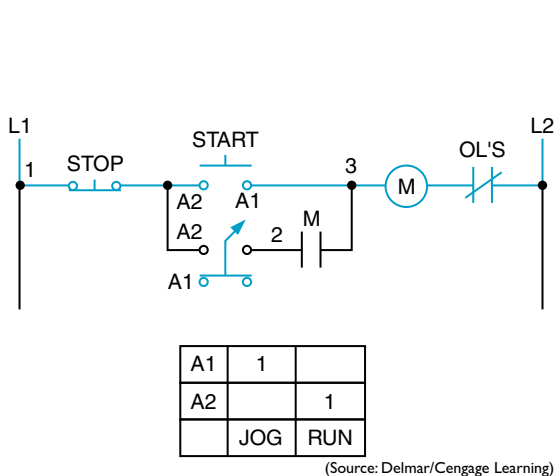 L1 L2
1 STOP START 3 OL'S
A2 A1 M
A2 2 M
A1
A1 1
A2 1
JOG RUN
(Source: Delmar/Cengage Learning)